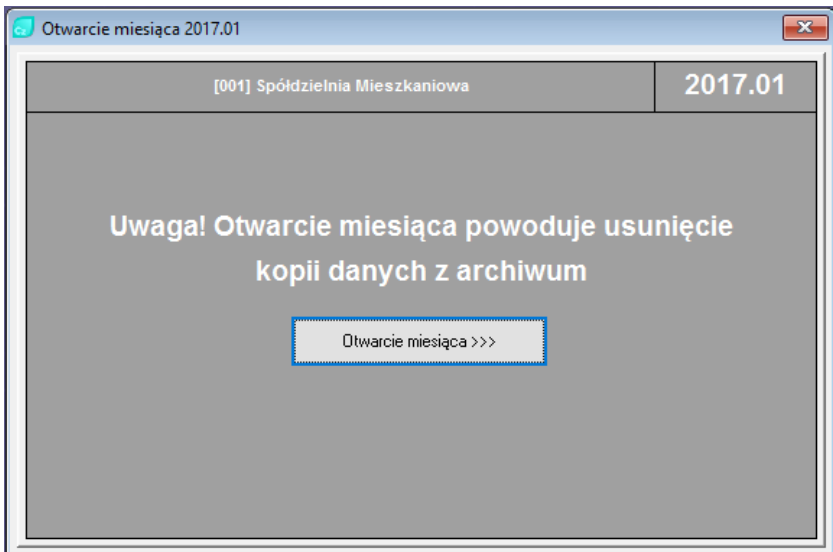 Otwarcie miesiąca 2017.01
[001] Spółdzielnia Mieszkaniowa
2017.01
Uwaga! Otwarcie miesiąca powoduje usunięcie
kopii danych z archiwum
Otwarcie miesiąca >>>